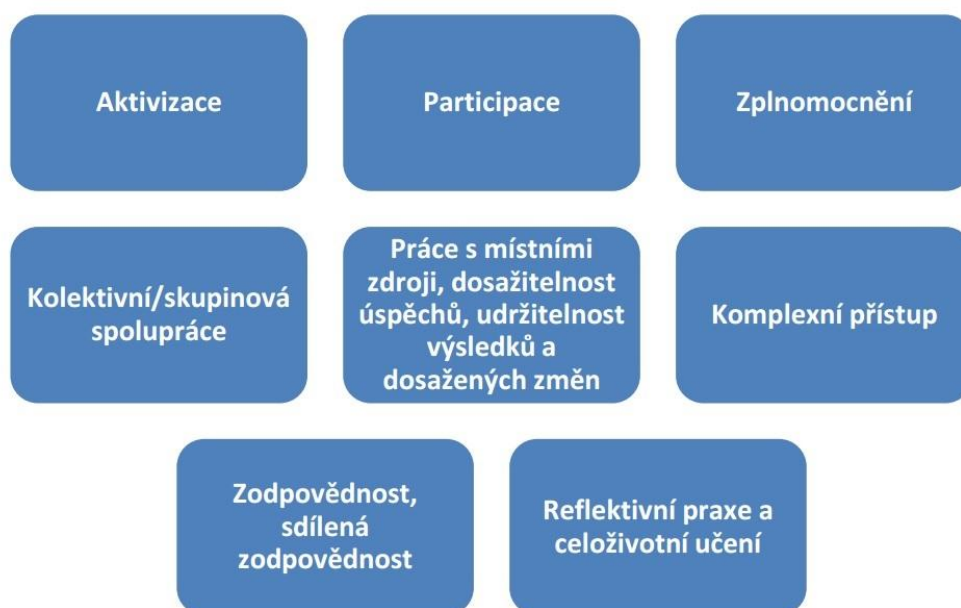 Aktivizace
Participace
Zplnomocnění
Kolektivní/skupinová
spolupráce
Práce s místními
zdroji, dosažitelnost
úspěchů, udržitelnost
výsledků a
dosažených změn
Komplexní přístup
Zodpovědnost,
sdílená
zodpovědnost
Reflektivní praxe a
celoživotní učení